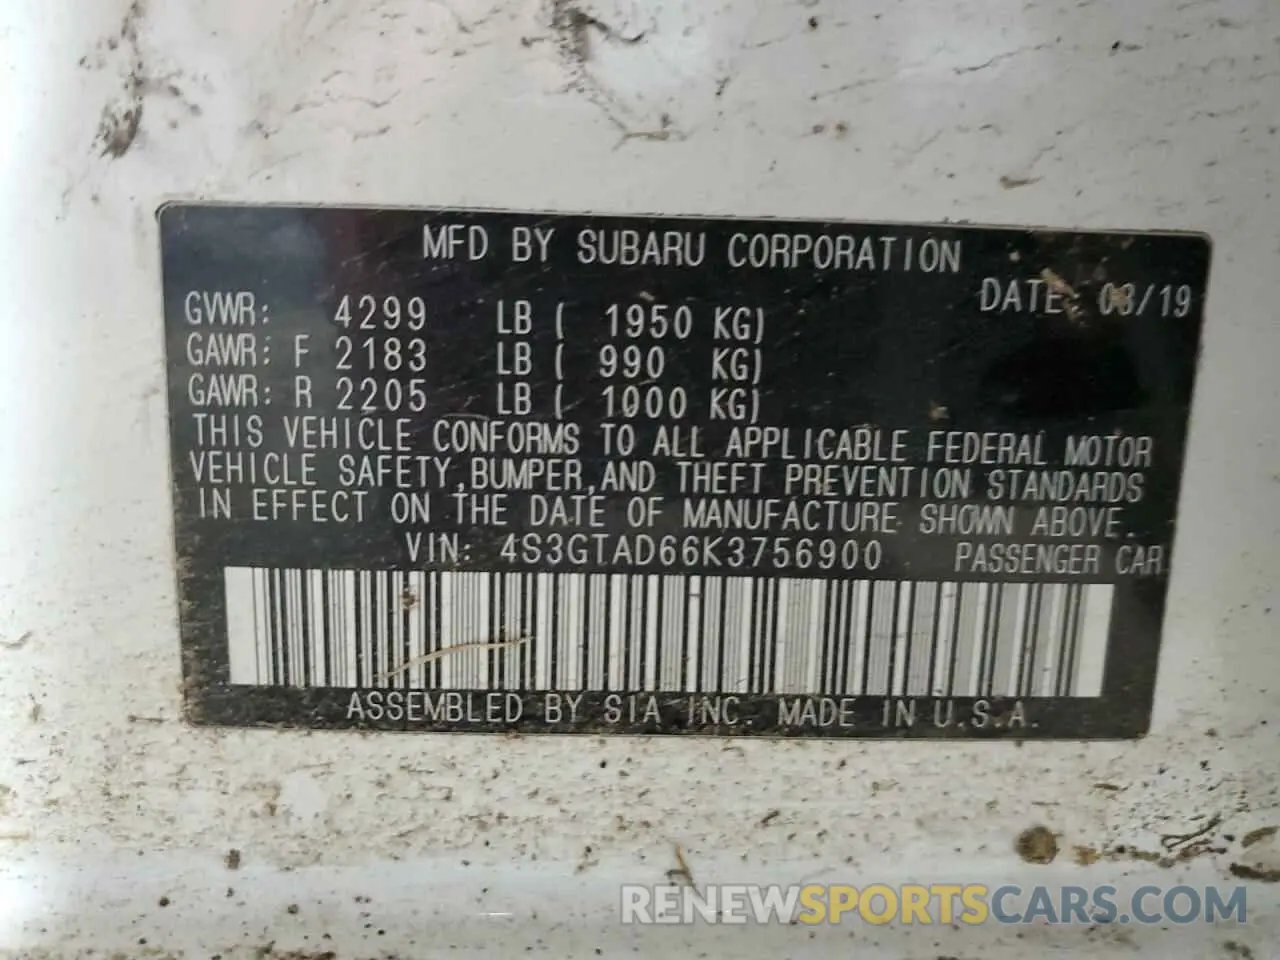 MFD BY SUBARU CORPORATION
DATE: 03/19
GVWR: 4299 LB ( 1950 KG)
GAWR: F 2183 LB ( 990 KG)
GAWR: R 2205 LB ( 1000 KG)
THIS VEHICLE CONFORMS TO ALL APPLICABLE FEDERAL MOTOR
VEHICLE SAFETY,BUMPER,AND THEFT PREVENTION STANDARDS
IN EFFECT ON THE DATE OF MANUFACTURE SHOWN ABOVE.
VIN: 4S3GTAD66K3756900 PASSENGER CAR
ASSEMBLED BY SIA INC. MADE IN U.S.A.
RENEWSPORTSCARS.COM